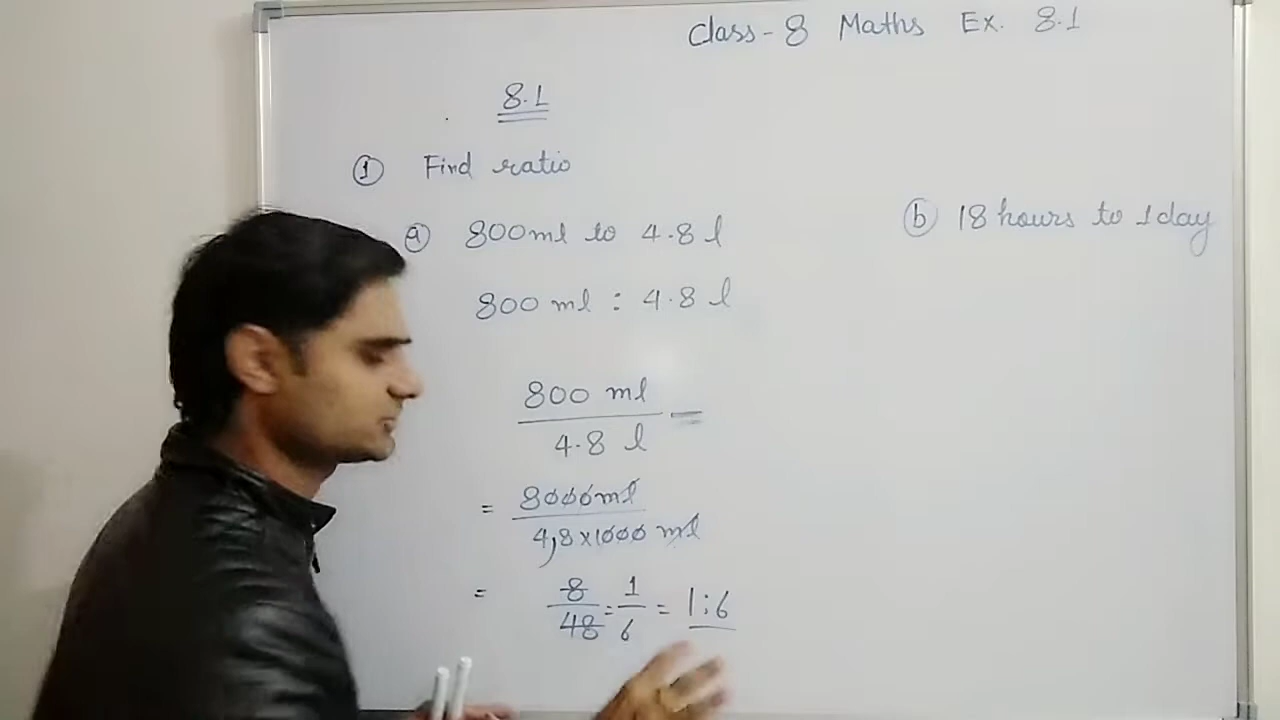 Class - 8 Maths Ex. 8.1
8.1
① Find ratio
ⓐ 800ml to 4.8 l
800 ml : 4.8 l
800 ml =
4.8 l
= 8000ml
4,8x1000 ml
= 8/48 = 1/6 = 1:6
ⓑ 18 hours to 1 day